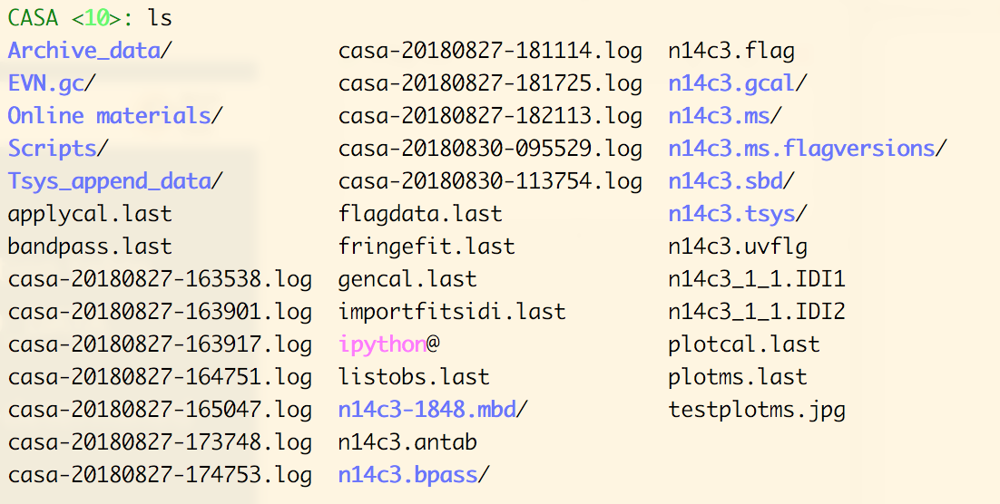 CASA <10>: ls
Archive_data/ casa-20180827-181114.log n14c3.flag
EVN.gc/ casa-20180827-181725.log n14c3.gcal/
Online materials/ casa-20180827-182113.log n14c3.ms/
Scripts/ casa-20180830-095529.log n14c3.ms.flagversions/
Tsys_append_data/ casa-20180830-113754.log n14c3.sbd/
applycal.last flagdata.last n14c3.tsys/
bandpass.last fringefit.last n14c3.uvflg
casa-20180827-163538.log gencal.last n14c3_1_1.IDI1
casa-20180827-163901.log importfitsidi.last n14c3_1_1.IDI2
casa-20180827-163917.log ipython@ plotcal.last
casa-20180827-164751.log listobs.last plotms.last
casa-20180827-165047.log n14c3-1848.mbd/ testplotms.jpg
casa-20180827-173748.log n14c3.antab
casa-20180827-174753.log n14c3.bpass/